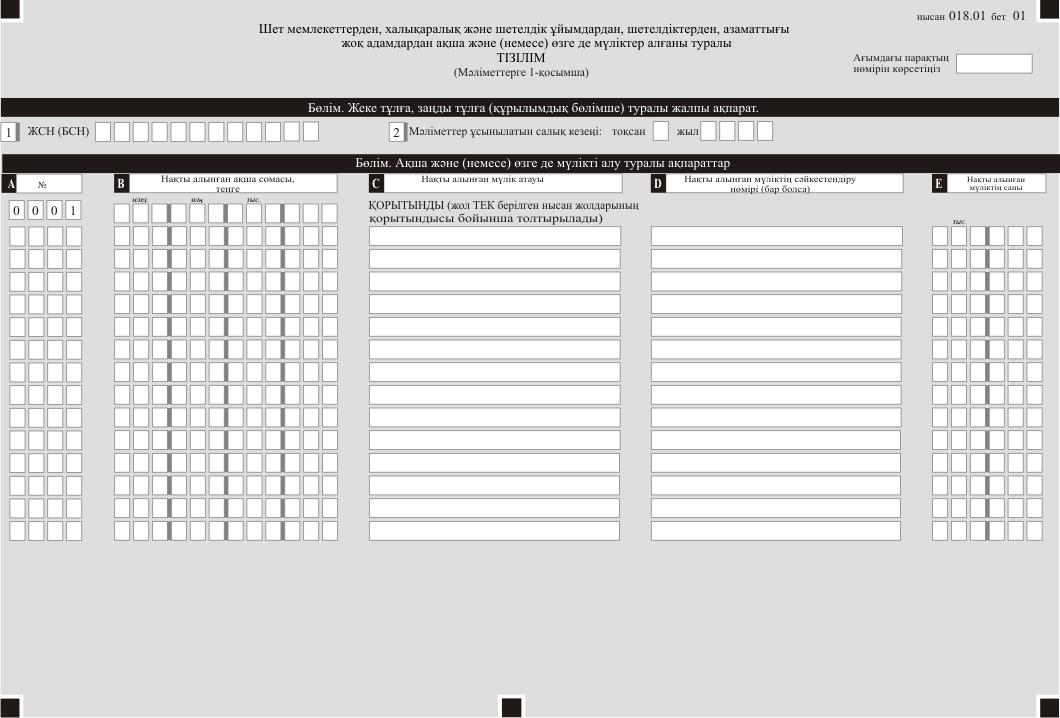 нысан 018.01 бет 01
Шет мемлекеттерден, халықаралық және шетелдік ұйымдардан, шетелдіктерден, азаматтығы
жоқ адамдардан ақша және (немесе) өзге де мүліктер алғаны туралы
ТІЗІЛІМ
(Мәліметтерге 1-қосымша)
Ағымдағы парақтың
нөмірін көрсетіңіз
Бөлім. Жеке тұлға, заңды тұлға (құрылымдық бөлімше) туралы жалпы ақпарат.
1 ЖСН (БСН) 2 Мәліметтер ұсынылатын салық кезеңі: тоқсан жыл
Бөлім. Ақша және (немесе) өзге де мүлікті алу туралы ақпараттар
A № B Нақты алынған ақша сомасы, теңге C Нақты алынған мүлік атауы D Нақты алынған мүліктің сәйкестендіру нөмірі (бар болса) E Нақты алынған мүліктің саны
0 0 0 1 млрд. млн. тыс. ҚОРЫТЫНДЫ (жол ТЕК берілген нысан жолдарының
қорытындысы бойынша толтырылады)
тыс.